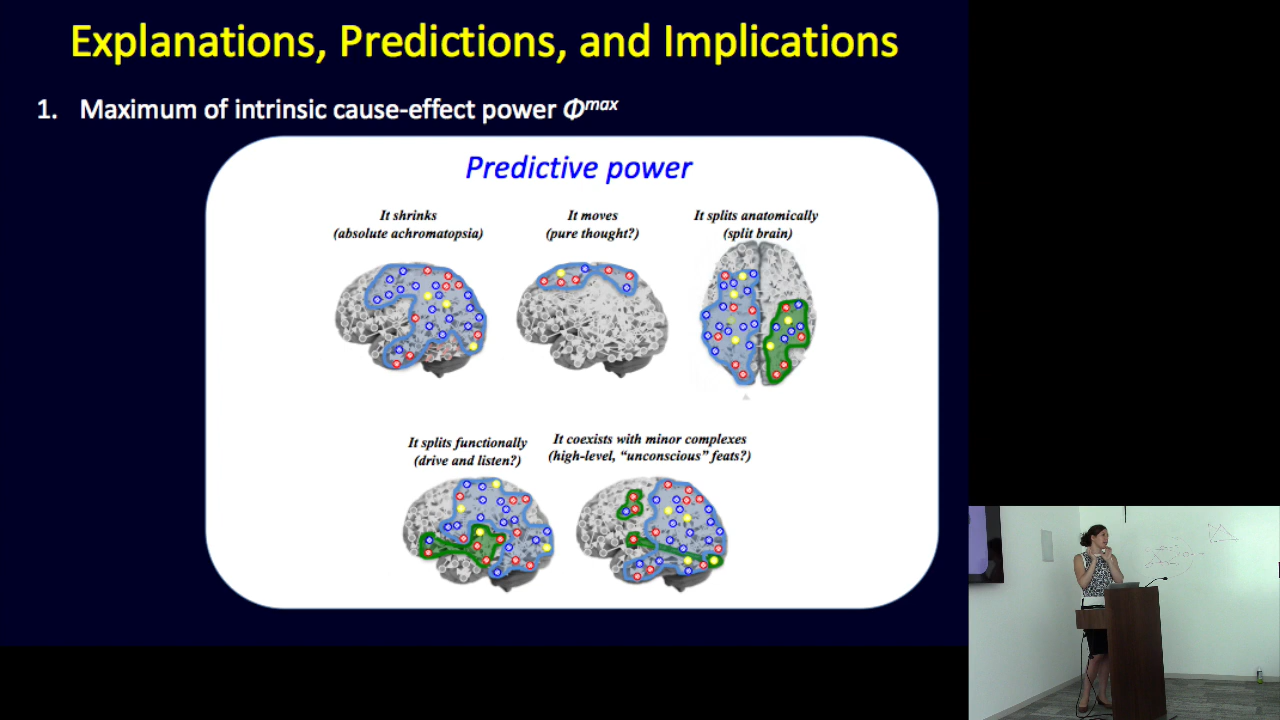 Explanations, Predictions, and Implications
1. Maximum of intrinsic cause-effect power Φmax
Predictive power
It shrinks
(absolute achromatopsia)
It moves
(pure thought?)
It splits anatomically
(split brain)
It splits functionally
(drive and listen?)
It coexists with minor complexes
(high-level, “unconscious” feats?)